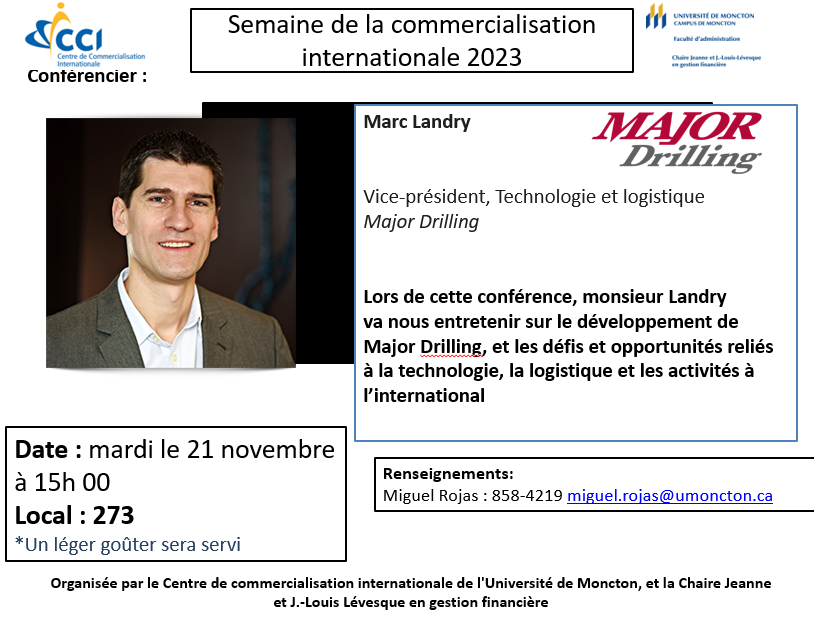 CCI
Centre de Commercialisation
Internationale
Semaine de la commercialisation
internationale 2023
UNIVERSITÉ DE MONCTON
CAMPUS DE MONCTON
Faculté d'administration
Chaire Jeanne et J.-Louis-Lévesque
en gestion financière
Conférencier :
Marc Landry
MAJOR
Drilling
Vice-président, Technologie et logistique
Major Drilling
Lors de cette conférence, monsieur Landry
va nous entretenir sur le développement de
Major Drilling, et les défis et opportunités reliés
à la technologie, la logistique et les activités à
l’international
Date : mardi le 21 novembre
à 15h 00
Local : 273
*Un léger goûter sera servi
Renseignements:
Miguel Rojas : 858-4219 miguel.rojas@umoncton.ca
Organisée par le Centre de commercialisation internationale de l'Université de Moncton, et la Chaire Jeanne
et J.-Louis Lévesque en gestion financière